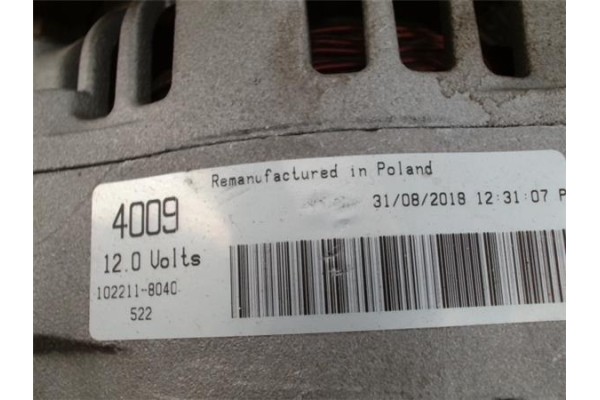 Remanufactured in Poland
4009
31/08/2018 12:31:07 P
12.0 Volts
102211-8040
522